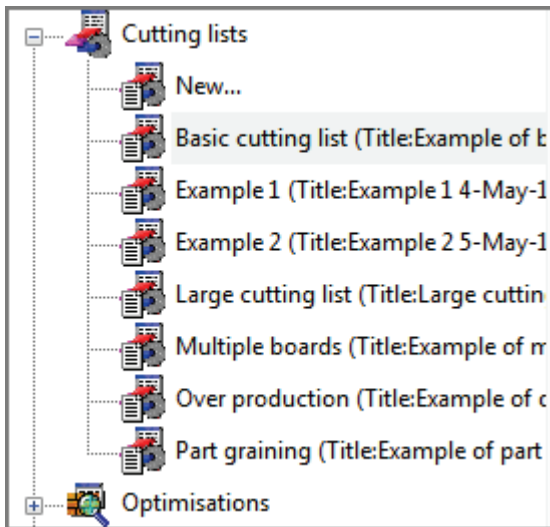 Cutting lists
New...
Basic cutting list (Title:Example of b
Example 1 (Title:Example 1 4-May-1
Example 2 (Title:Example 2 5-May-1
Large cutting list (Title:Large cuttin
Multiple boards (Title:Example of m
Over production (Title:Example of
Part graining (Title:Example of part
Optimisations